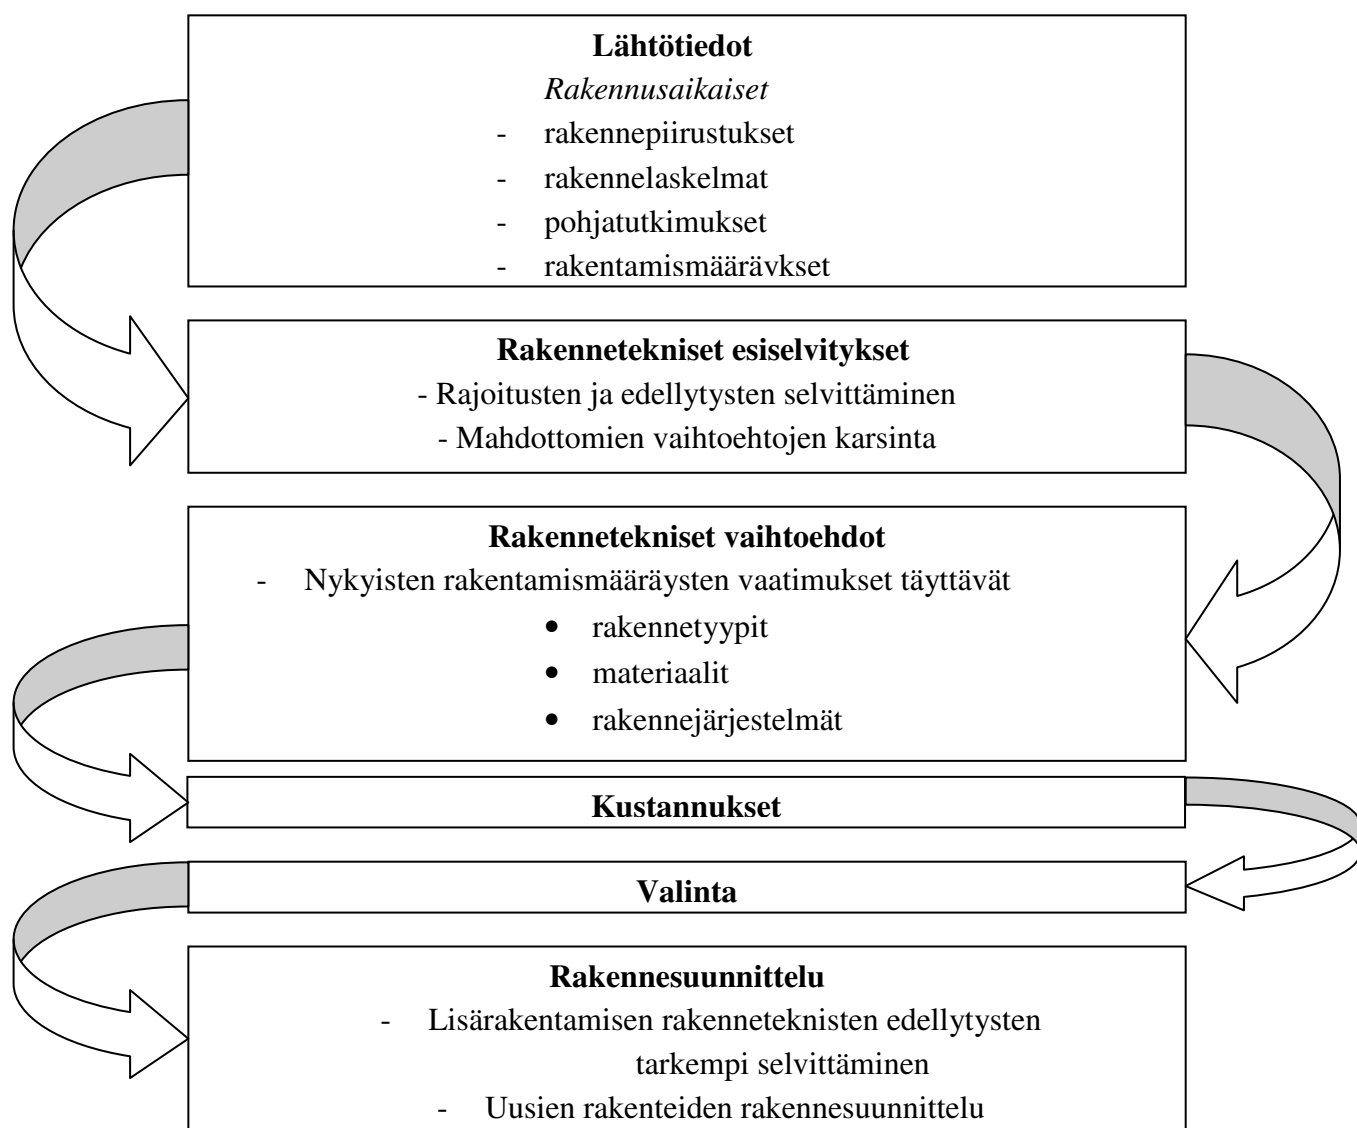 Lähtötiedot
Rakennusaikaiset
- rakennepiirustukset
- rakennelaskelmat
- pohjatutkimukset
- rakentamismäärävkset
Rakennetekniset esiselvitykset
- Rajoitusten ja edellytysten selvittäminen
- Mahdottomien vaihtoehtojen karsinta
Rakennetekniset vaihtoehdot
- Nykyisten rakentamismääräysten vaatimukset täyttävät
• rakennetyypit
• materiaalit
• rakennejärjestelmät
Kustannukset
Valinta
Rakennesuunnittelu
- Lisärakentamisen rakenneteknisten edellytysten
tarkempi selvittäminen
- Uusien rakenteiden rakennesuunnittelu